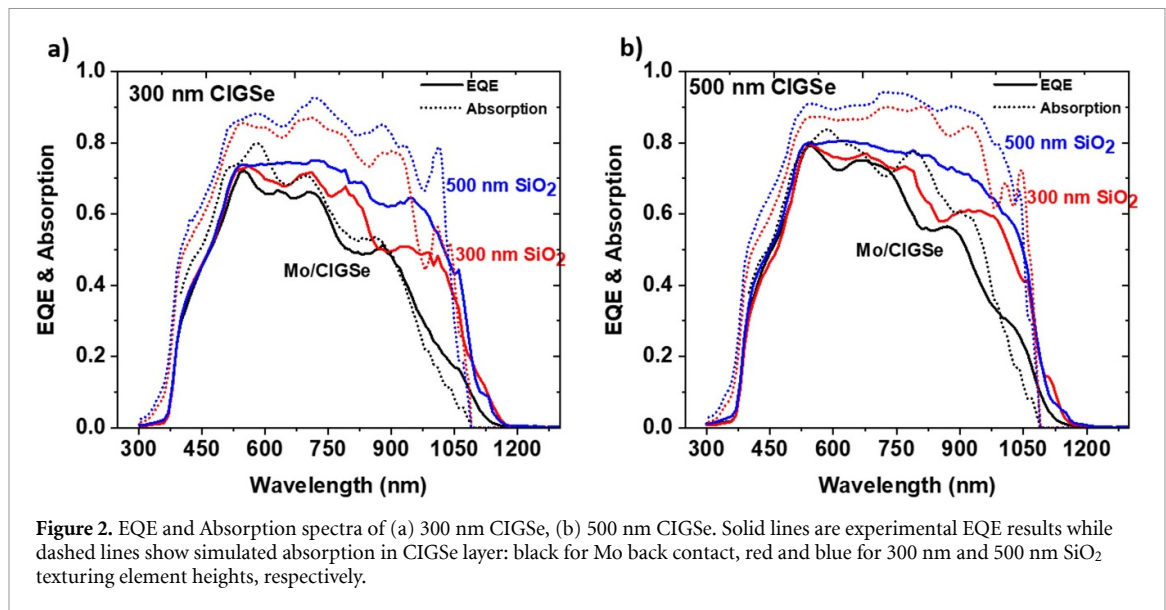 a)
300 nm CIGSe
EQE
Absorption
500 nm SiO2
300 nm SiO2
Mo/CIGSe
EQE & Absorption
1.0
0.8
0.6
0.4
0.2
0.0
300 450 600 750 900 1050 1200
Wavelength (nm)
b)
500 nm CIGSe
EQE
Absorption
500 nm SiO2
300 nm SiO2
Mo/CIGSe
EQE & Absorption
1.0
0.8
0.6
0.4
0.2
0.0
300 450 600 750 900 1050 1200
Wavelength (nm)
Figure 2. EQE and Absorption spectra of (a) 300 nm CIGSe, (b) 500 nm CIGSe. Solid lines are experimental EQE results while
dashed lines show simulated absorption in CIGSe layer: black for Mo back contact, red and blue for 300 nm and 500 nm SiO2
texturing element heights, respectively.